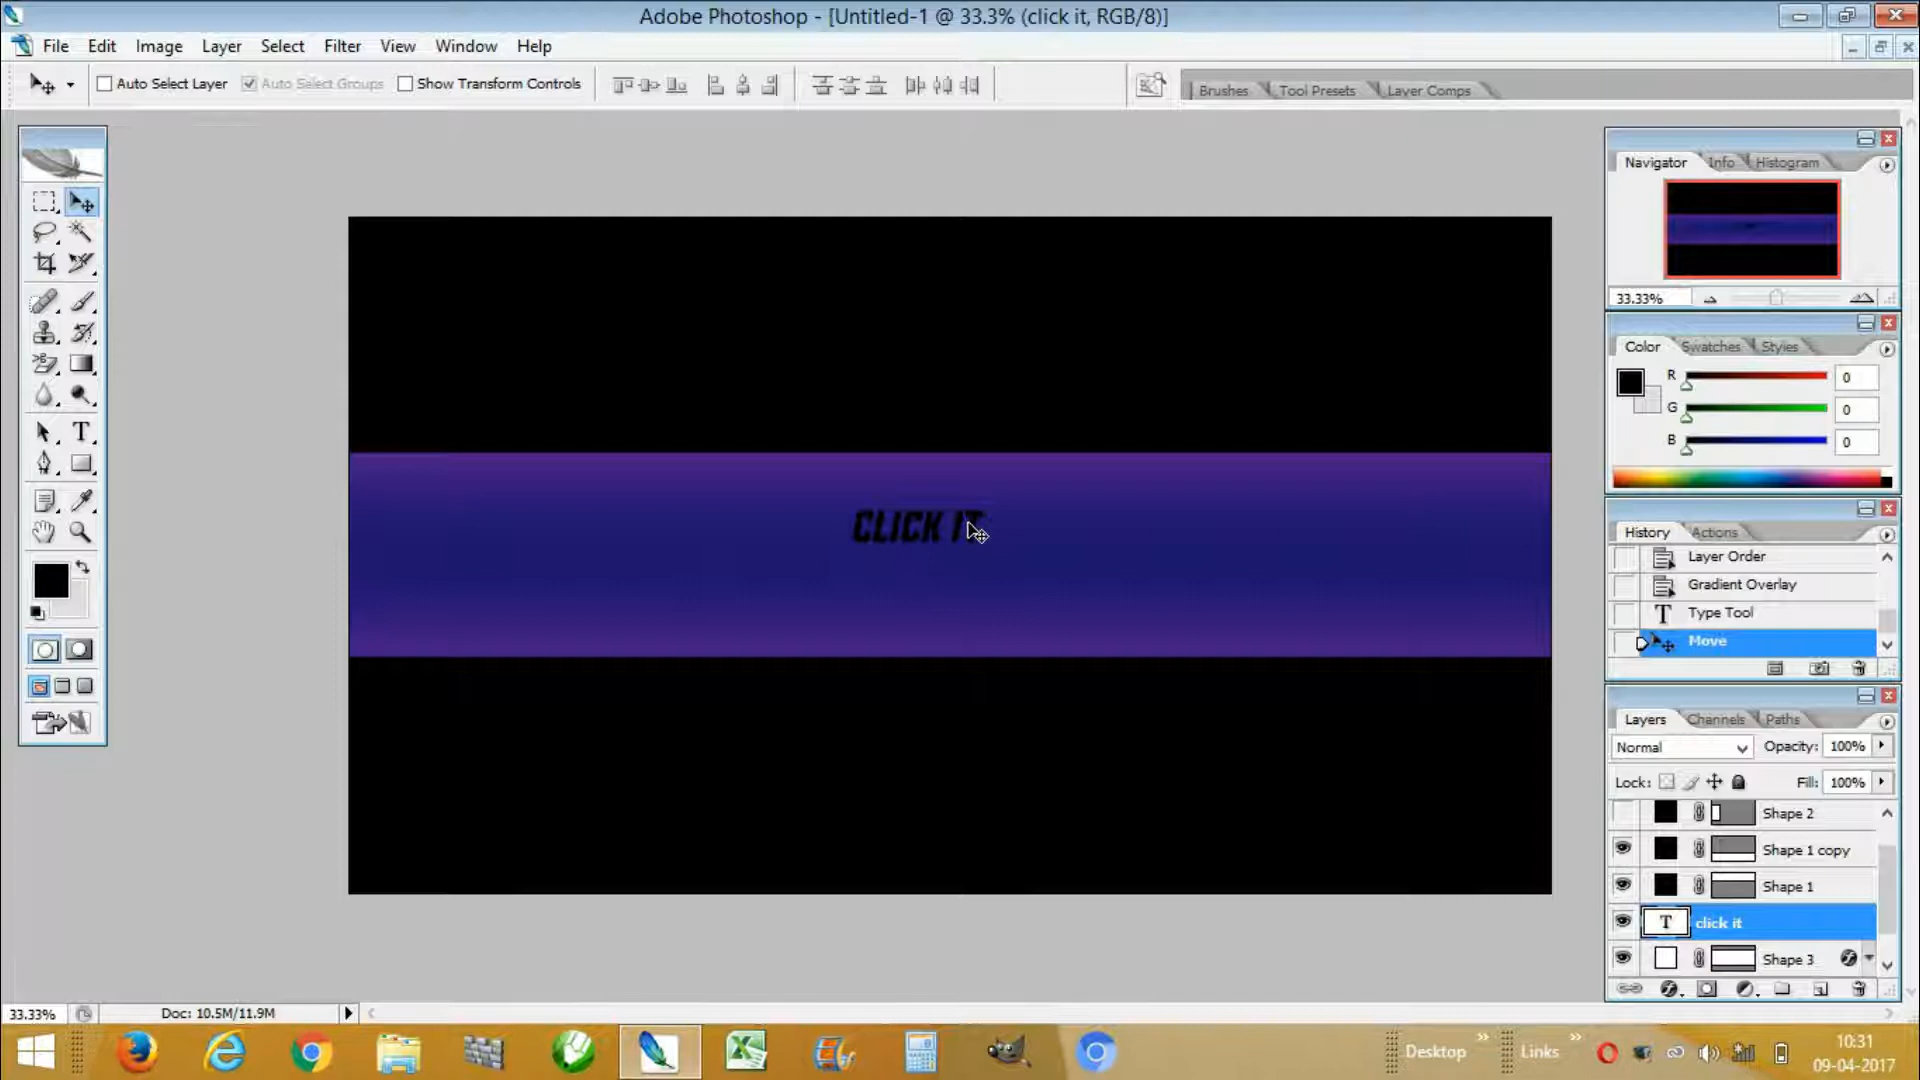 Adobe Photoshop - [Untitled-1 @ 33.3% (click it, RGB/8)]
File Edit Image Layer Select Filter View Window Help
Auto Select Layer Auto Select Groups Show Transform Controls
Brushes Tool Presets Layer Comps
Navigator Info Histogram
33.33%
Color Swatches Styles
R 0
G 0
B 0
CLICK IT
T
History Actions
Layer Order
Gradient Overlay
T Type Tool
Move
Layers Channels Paths
Normal Opacity: 100%
Lock: Fill: 100%
Shape 2
Shape 1 copy
Shape 1
T click it
Shape 3
33.33% Doc: 10.5M/11.9M
Desktop » Links »
10:31
09-04-2017